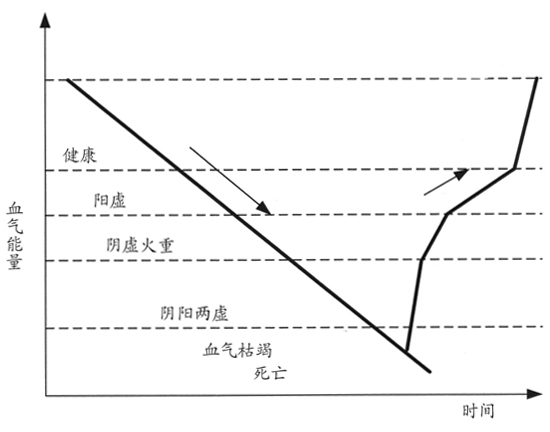 健康
阳虚
阴虚火重
阴阳两虚
血气枯竭
死亡
血气能量
时间